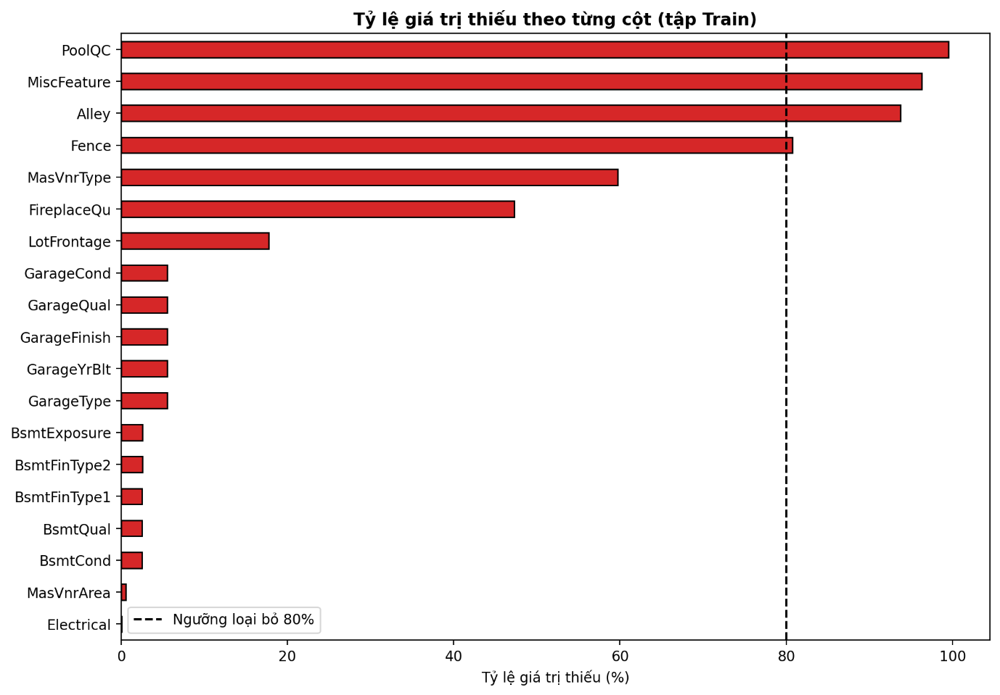 Tỷ lệ giá trị thiếu theo từng cột (tập Train)
PoolQC
MiscFeature
Alley
Fence
MasVnrType
FireplaceQu
LotFrontage
GarageCond
GarageQual
GarageFinish
GarageYrBlt
GarageType
BsmtExposure
BsmtFinType2
BsmtFinType1
BsmtQual
BsmtCond
MasVnrArea
Electrical
Ngưỡng loại bỏ 80%
0 20 40 60 80 100
Tỷ lệ giá trị thiếu (%)